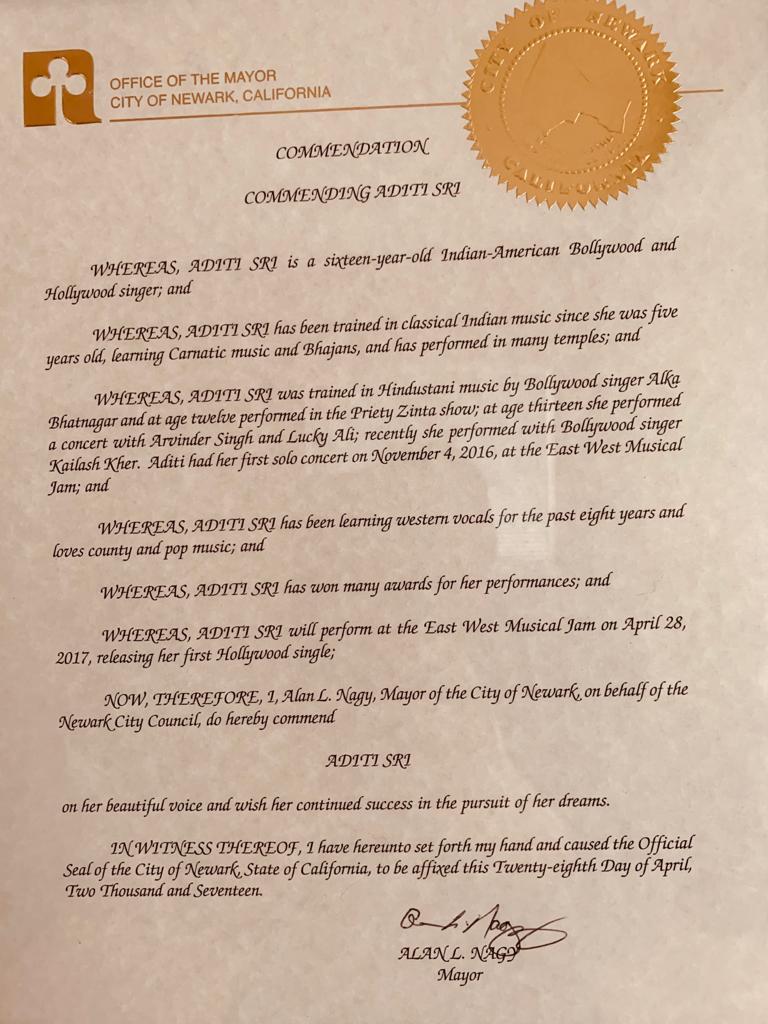 OFFICE OF THE MAYOR
CITY OF NEWARK, CALIFORNIA
CITY OF NEWARK
CALIFORNIA
COMMENDATION
COMMENDING ADITI SRI
WHEREAS, ADITI SRI is a sixteen-year-old Indian-American Bollywood and
Hollywood singer; and
WHEREAS, ADITI SRI has been trained in classical Indian music since she was five
years old, learning Carnatic music and Bhajans, and has performed in many temples; and
WHEREAS, ADITI SRI was trained in Hindustani music by Bollywood singer Alka
Bhatnagar and at age twelve performed in the Priety Zinta show; at age thirteen she performed
a concert with Arvinder Singh and Lucky Ali; recently she performed with Bollywood singer
Kailash Kher. Aditi had her first solo concert on November 4, 2016, at the East West Musical
Jam; and
WHEREAS, ADITI SRI has been learning western vocals for the past eight years and
loves county and pop music; and
WHEREAS, ADITI SRI has won many awards for her performances; and
WHEREAS, ADITI SRI will perform at the East West Musical Jam on April 28,
2017, releasing her first Hollywood single;
NOW, THEREFORE, I, Alan L. Nagy, Mayor of the City of Newark, on behalf of the
Newark City Council, do hereby commend
ADITI SRI
on her beautiful voice and wish her continued success in the pursuit of her dreams.
IN WITNESS THEREOF, I have hereunto set forth my hand and caused the Official
Seal of the City of Newark, State of California, to be affixed this Twenty-eighth Day of April,
Two Thousand and Seventeen.
ALAN L. NAGY
Mayor